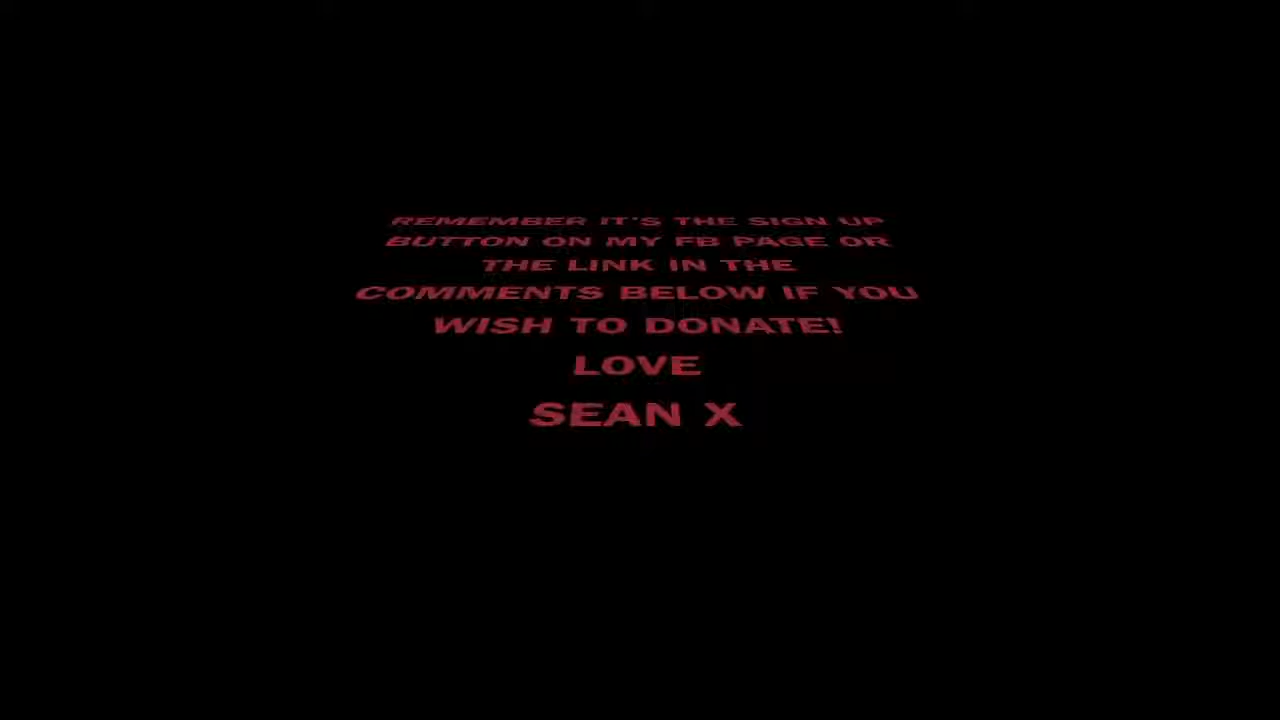 REMEMBER IT'S THE SIGN UP
BUTTON ON MY FB PAGE OR
THE LINK IN THE
COMMENTS BELOW IF YOU
WISH TO DONATE!
LOVE
SEAN X